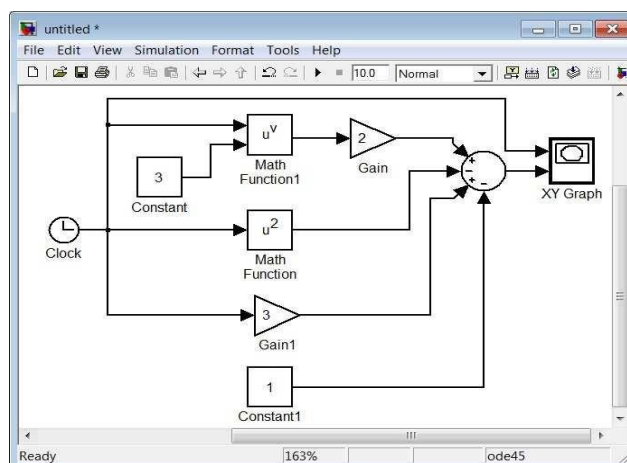 untitled *
File Edit View Simulation Format Tools Help
10.0 Normal
u^v
2
Math
Function1
Gain
3
Constant
XY Graph
Clock
u^2
Math
Function
3
Gain1
1
Constant1
Ready 163% ode45